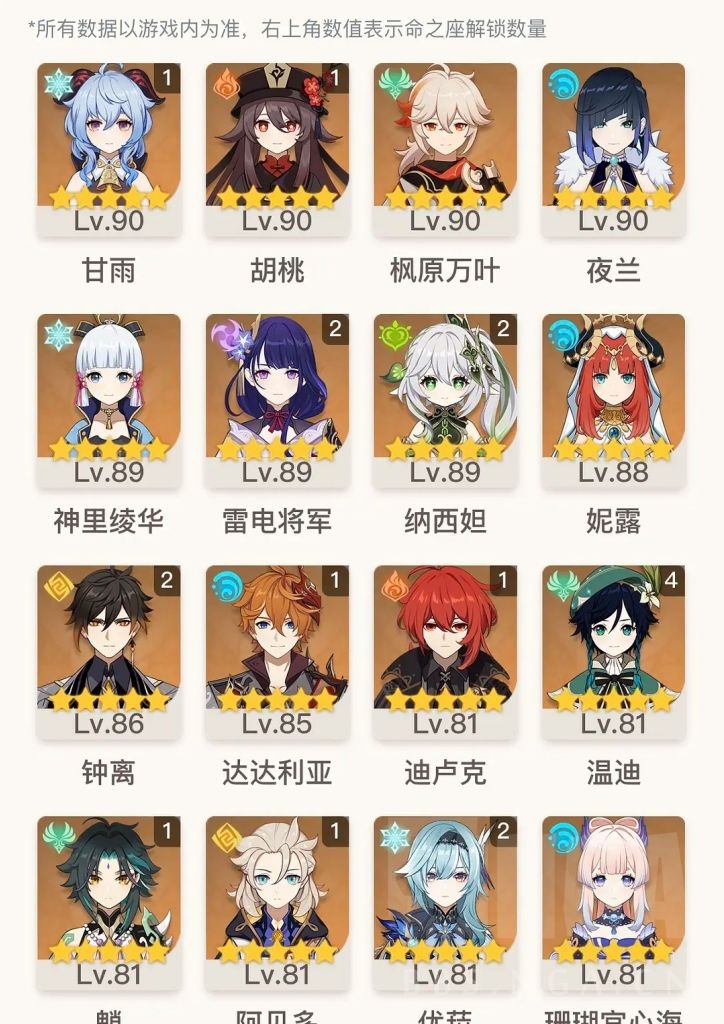 *所有数据以游戏内为准，右上角数值表示命之座解锁数量
1 1
Lv.90 Lv.90 Lv.90 Lv.90
甘雨 胡桃 枫原万叶 夜兰
2 2
Lv.89 Lv.89 Lv.89 Lv.88
神里绫华 雷电将军 纳西妲 妮露
2 1 1 4
Lv.86 Lv.85 Lv.81 Lv.81
钟离 达达利亚 迪卢克 温迪
1 1 2
Lv.81 Lv.81 Lv.81 Lv.81
魈 阿贝多 优菈 珊瑚宫心海